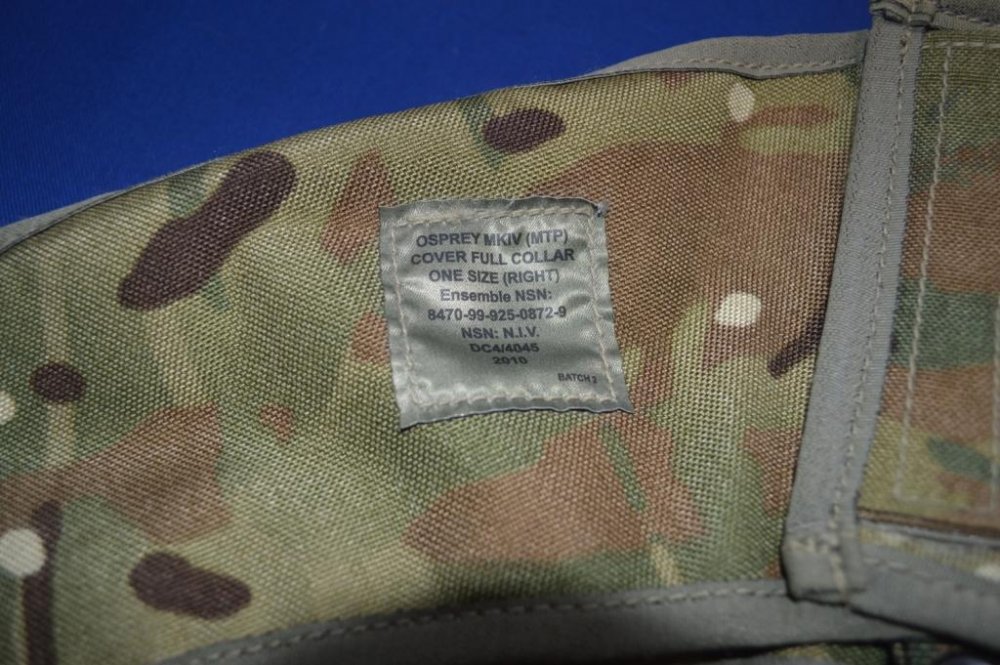 OSPREY MKIV (MTP)
COVER FULL COLLAR
ONE SIZE (RIGHT)
Ensemble NSN:
8470-99-925-0872-9
NSN: N.I.V.
DC4/4045
2010
BATCH 2